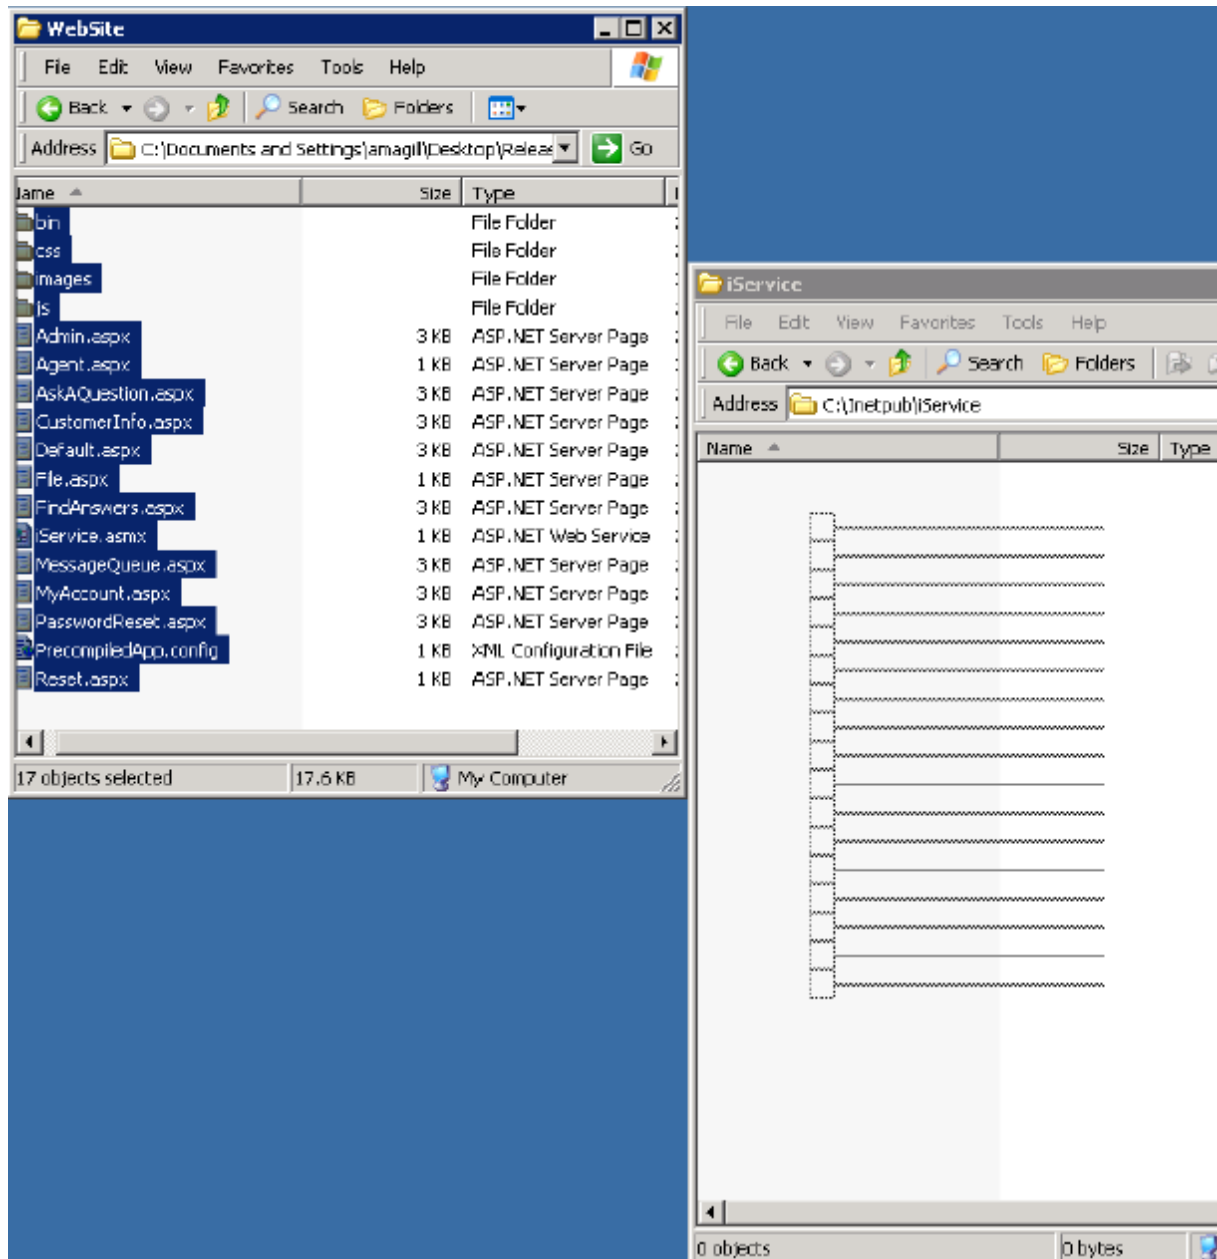 WebSite
File Edit View Favorites Tools Help
Back Search Folders
Address C:\Documents and Settings\amagill\Desktop\Releas Go
Name Size Type
bin File Folder
css File Folder
images File Folder
js File Folder
Admin.aspx 3 KB ASP.NET Server Page
Agent.aspx 1 KB ASP.NET Server Page
AskAQuestion.aspx 3 KB ASP.NET Server Page
CustomerInfo.aspx 3 KB ASP.NET Server Page
Default.aspx 3 KB ASP.NET Server Page
File.aspx 1 KB ASP.NET Server Page
FindAnswers.aspx 3 KB ASP.NET Server Page
iService.asmx 1 KB ASP.NET Web Service
MessageQueue.aspx 3 KB ASP.NET Server Page
MyAccount.aspx 3 KB ASP.NET Server Page
PasswordReset.aspx 3 KB ASP.NET Server Page
PrecompiledApp.config 1 KB XML Configuration File
Reset.aspx 1 KB ASP.NET Server Page
17 objects selected 17.6 KB My Computer
iService
File Edit View Favorites Tools Help
Back Search Folders
Address C:\Inetpub\iService
Name Size Type
0 objects 0 bytes